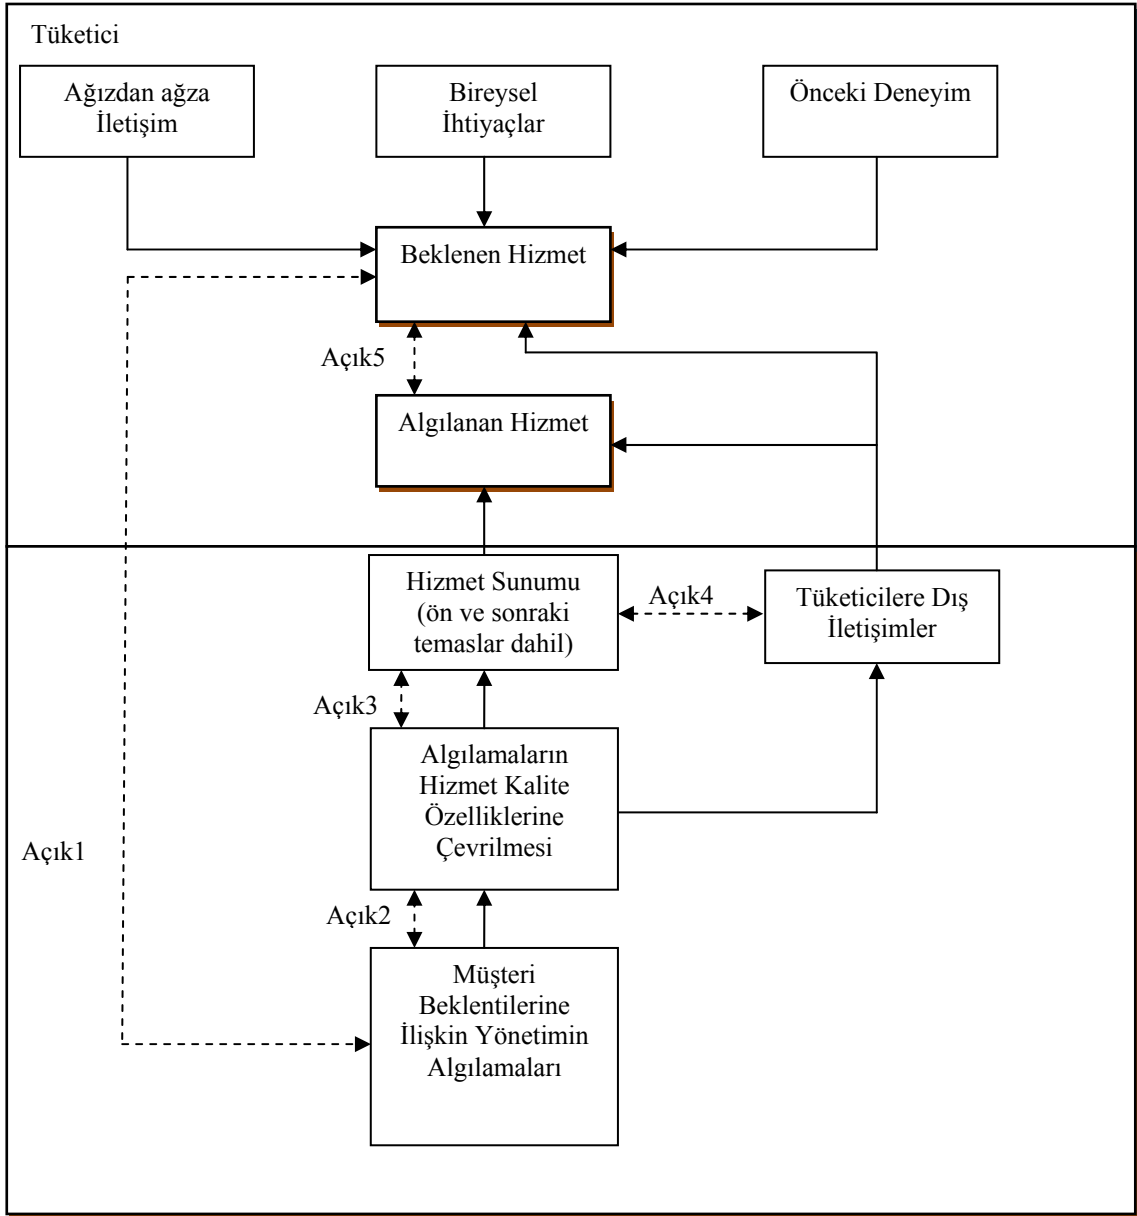 Tüketici
Ağızdan ağza
İletişim
Bireysel
İhtiyaçlar
Önceki Deneyim
Beklenen Hizmet
Açık5
Algılanan Hizmet
Hizmet Sunumu
(ön ve sonraki
temaslar dahil)
Açık4
Tüketicilere Dış
İletişimler
Açık3
Algılamaların
Hizmet Kalite
Özelliklerine
Çevrilmesi
Açık1
Açık2
Müşteri
Beklentilerine
İlişkin Yönetimin
Algılamaları